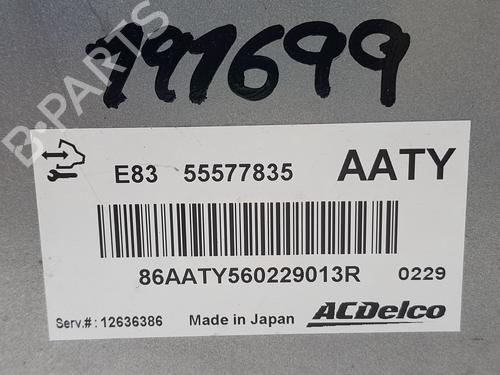 191699
B-PARTS
E83 55577835 AATY
86AATY560229013R 0229
Serv.#: 12636386 Made in Japan ACDelco